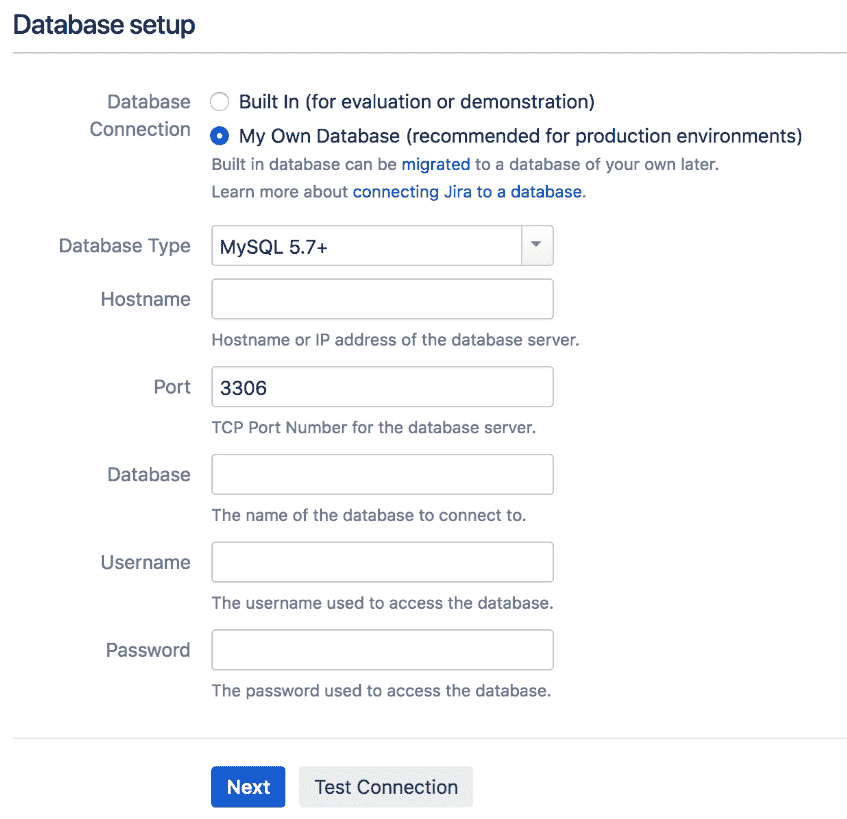 Database setup
Database Connection
Built In (for evaluation or demonstration)
My Own Database (recommended for production environments)
Built in database can be migrated to a database of your own later.
Learn more about connecting Jira to a database.
Database Type
MySQL 5.7+
Hostname
Hostname or IP address of the database server.
Port
3306
TCP Port Number for the database server.
Database
The name of the database to connect to.
Username
The username used to access the database.
Password
The password used to access the database.
Next
Test Connection